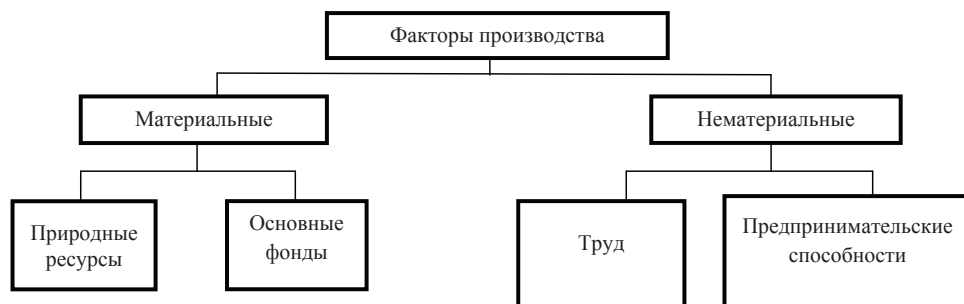 Факторы производства
Материальные
Нематериальные
Природные
ресурсы
Основные
фонды
Труд
Предпринимательские
способности